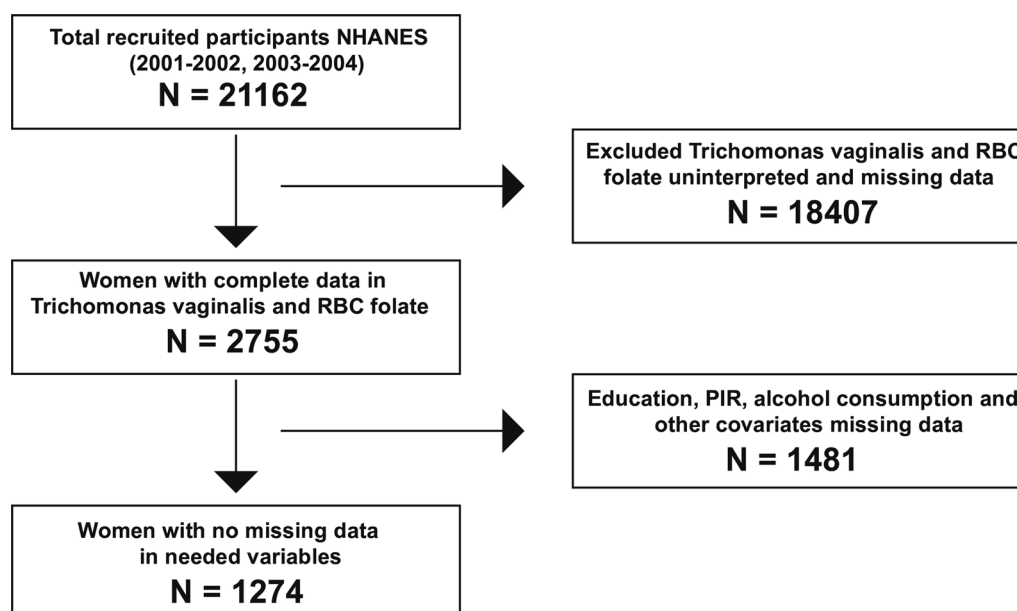 Total recruited participants NHANES
(2001-2002, 2003-2004)
N = 21162
Excluded Trichomonas vaginalis and RBC
folate uninterpreted and missing data
N = 18407
Women with complete data in
Trichomonas vaginalis and RBC folate
N = 2755
Education, PIR, alcohol consumption and
other covariates missing data
N = 1481
Women with no missing data
in needed variables
N = 1274